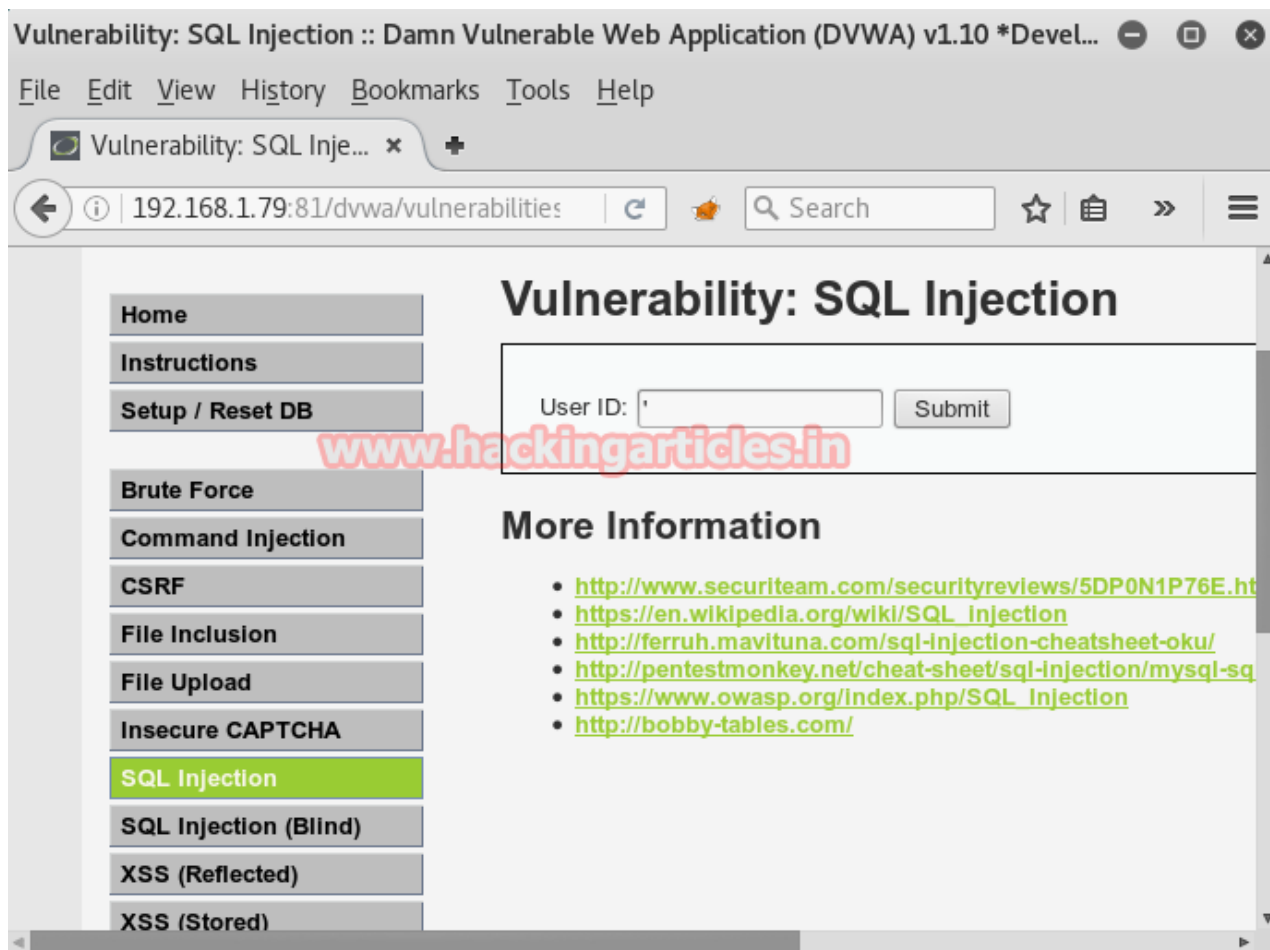 Vulnerability: SQL Injection :: Damn Vulnerable Web Application (DVWA) v1.10 *Devel...
File Edit View History Bookmarks Tools Help
Vulnerability: SQL Inje...
192.168.1.79:81/dvwa/vulnerabilities
Search
Home
Instructions
Setup / Reset DB
Brute Force
Command Injection
CSRF
File Inclusion
File Upload
Insecure CAPTCHA
SQL Injection
SQL Injection (Blind)
XSS (Reflected)
XSS (Stored)
Vulnerability: SQL Injection
User ID: ' Submit
www.hackingarticles.in
More Information
http://www.securiteam.com/securityreviews/5DP0N1P76E.ht
https://en.wikipedia.org/wiki/SQL_injection
http://ferruh.mavituna.com/sql-injection-cheatsheet-oku/
http://pentestmonkey.net/cheat-sheet/sql-injection/mysql-sq
https://www.owasp.org/index.php/SQL_Injection
http://bobby-tables.com/